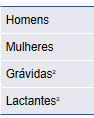 Homens
Mulheres
Grávidas²
Lactantes²